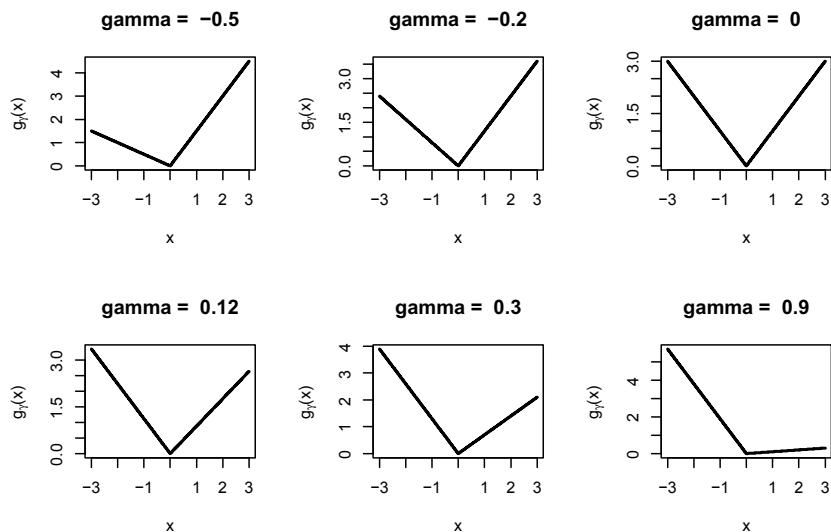 gamma = −0.5
gγ(x)
0 1 2 3 4
−3 −1 1 2 3
x
gamma = −0.2
gγ(x)
0.0 1.5 3.0
−3 −1 1 2 3
x
gamma = 0
gγ(x)
0.0 1.5 3.0
−3 −1 1 2 3
x
gamma = 0.12
gγ(x)
0.0 1.5 3.0
−3 −1 1 2 3
x
gamma = 0.3
gγ(x)
0 1 2 3 4
−3 −1 1 2 3
x
gamma = 0.9
gγ(x)
0 2 4
−3 −1 1 2 3
x